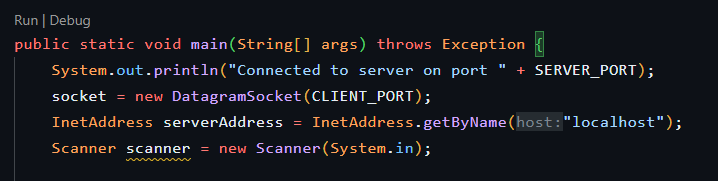 Run | Debug
public static void main(String[] args) throws Exception {
System.out.println("Connected to server on port " + SERVER_PORT);
socket = new DatagramSocket(CLIENT_PORT);
InetAddress serverAddress = InetAddress.getByName(host:"localhost");
Scanner scanner = new Scanner(System.in);